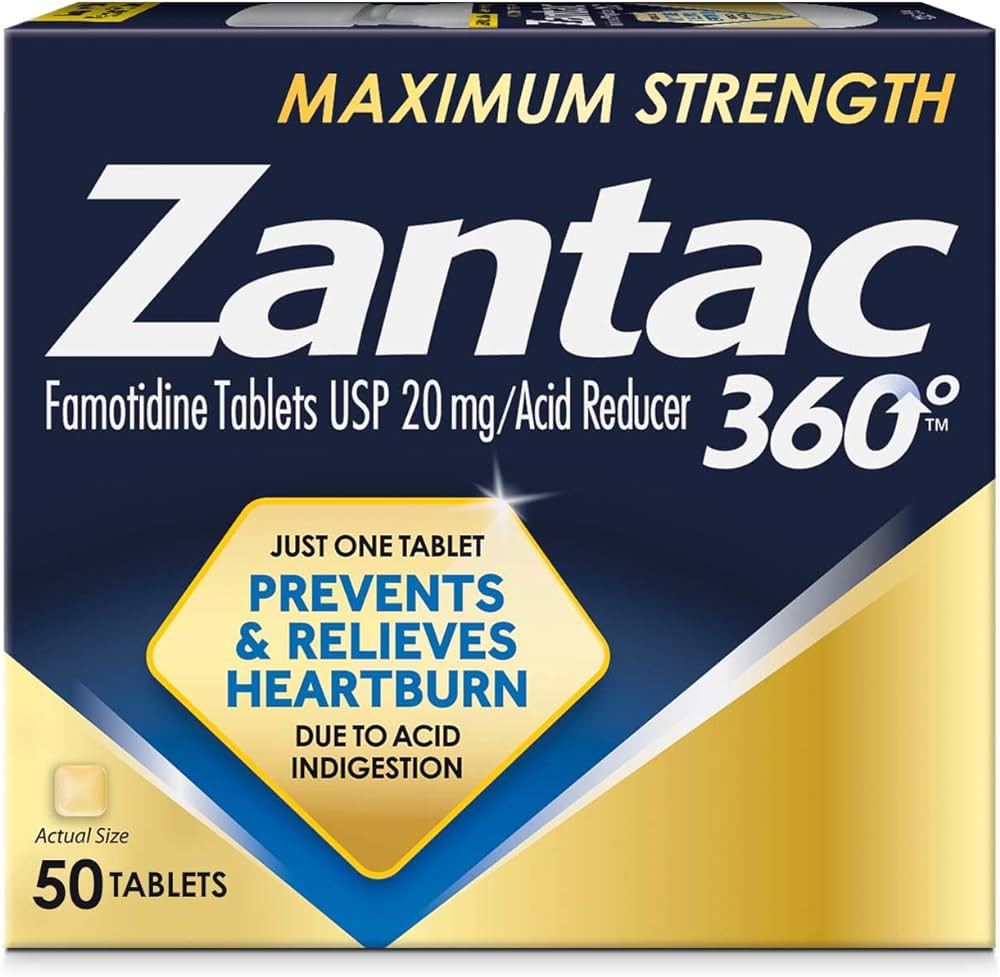 Zantac
MAXIMUM STRENGTH
Zantac
Famotidine Tablets USP 20 mg/Acid Reducer
360°™
JUST ONE TABLET
PREVENTS
& RELIEVES
HEARTBURN
DUE TO ACID
INDIGESTION
Actual Size
50 TABLETS